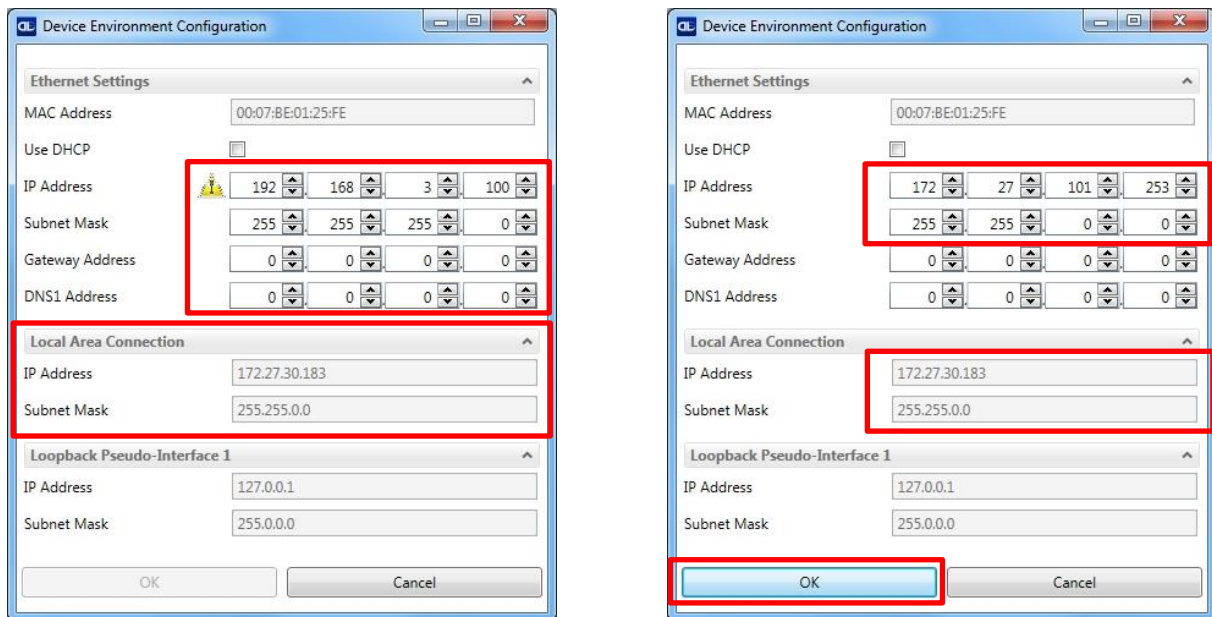 Device Environment Configuration
Ethernet Settings
MAC Address 00:07:BE:01:25:FE
Use DHCP
IP Address 192 . 168 . 3 . 100
Subnet Mask 255 . 255 . 255 . 0
Gateway Address 0 . 0 . 0 . 0
DNS1 Address 0 . 0 . 0 . 0
Local Area Connection
IP Address 172.27.30.183
Subnet Mask 255.255.0.0
Loopback Pseudo-Interface 1
IP Address 127.0.0.1
Subnet Mask 255.0.0.0
OK Cancel
Device Environment Configuration
Ethernet Settings
MAC Address 00:07:BE:01:25:FE
Use DHCP
IP Address 172 . 27 . 101 . 253
Subnet Mask 255 . 255 . 0 . 0
Gateway Address 0 . 0 . 0 . 0
DNS1 Address 0 . 0 . 0 . 0
Local Area Connection
IP Address 172.27.30.183
Subnet Mask 255.255.0.0
Loopback Pseudo-Interface 1
IP Address 127.0.0.1
Subnet Mask 255.0.0.0
OK Cancel